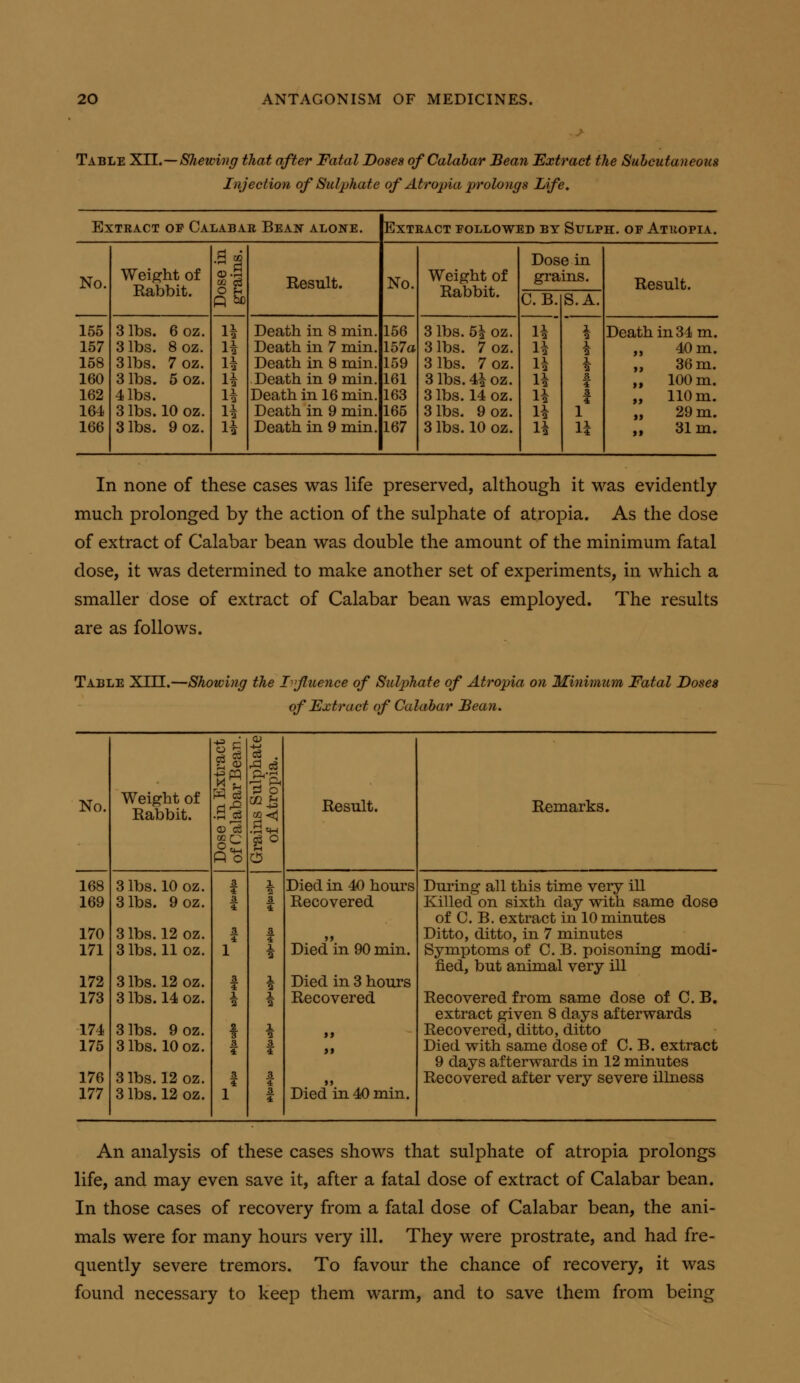 20 ANTAGONISM OF MEDICINES.
TABLE XII.—Shewing that after Fatal Doses of Calabar Bean Extract the Subcutaneous
Injection of Sulphate of Atropia prolongs Life.
EXTRACT OF CALABAR BEAN ALONE. EXTRACT FOLLOWED BY SULPH. OF ATROPIA.
No. Weight of Rabbit. Dose in grains. Result. No. Weight of Rabbit. Dose in grains. C. B. S. A. Result.
155 3 lbs. 6 oz. 1½ Death in 8 min. 156 3 lbs. 5½ oz. 1½ ½ Death in 34 m.
157 3 lbs. 8 oz. 1½ Death in 7 min. 157a 3 lbs. 7 oz. 1½ ½ „ 40 m.
158 3 lbs. 7 oz. 1½ Death in 8 min. 159 3 lbs. 7 oz. 1½ ½ „ 36 m.
160 3 lbs. 5 oz. 1½ Death in 9 min. 161 3 lbs. 4½ oz. 1½ ¾ „ 100 m.
162 4 lbs. 1½ Death in 16 min. 163 3 lbs. 14 oz. 1½ ¾ „ 110 m.
164 3 lbs. 10 oz. 1½ Death in 9 min. 165 3 lbs. 9 oz. 1½ 1 „ 29 m.
166 3 lbs. 9 oz. 1½ Death in 9 min. 167 3 lbs. 10 oz. 1½ 1¼ „ 31 m.
In none of these cases was life preserved, although it was evidently
much prolonged by the action of the sulphate of atropia. As the dose
of extract of Calabar bean was double the amount of the minimum fatal
dose, it was determined to make another set of experiments, in which a
smaller dose of extract of Calabar bean was employed. The results
are as follows.
TABLE XIII.—Showing the Influence of Sulphate of Atropia on Minimum Fatal Doses
of Extract of Calabar Bean.
No. Weight of Rabbit. Dose in Extract of Calabar Bean. Grains Sulphate of Atropia. Result. Remarks.
168 3 lbs. 10 oz. ¾ ½ Died in 40 hours During all this time very ill
169 3 lbs. 9 oz. ¾ ¾ Recovered Killed on sixth day with same dose
of C. B. extract in 10 minutes
170 3 lbs. 12 oz. ¾ ¾ „ Ditto, ditto, in 7 minutes
171 3 lbs. 11 oz. 1 ½ Died in 90 min. Symptoms of C. B. poisoning modi-
fied, but animal very ill
172 3 lbs. 12 oz. ¾ ½ Died in 3 hours
173 3 lbs. 14 oz. ½ ½ Recovered Recovered from same dose of C. B.
extract given 8 days afterwards
174 3 lbs. 9 oz. ½ „ Recovered, ditto, ditto
175 3 lbs. 10 oz. ¾ ¾ „ Died with same dose of C. B. extract
9 days afterwards in 12 minutes
176 3 lbs. 12 oz. ¾ ¾ „ Recovered after very severe illness
177 3 lbs. 12 oz. 1 ¾ Died in 40 min.
An analysis of these cases shows that sulphate of atropia prolongs
life, and may even save it, after a fatal dose of extract of Calabar bean.
In those cases of recovery from a fatal dose of Calabar bean, the ani-
mals were for many hours very ill. They were prostrate, and had fre-
quently severe tremors. To favour the chance of recovery, it was
found necessary to keep them warm, and to save them from being